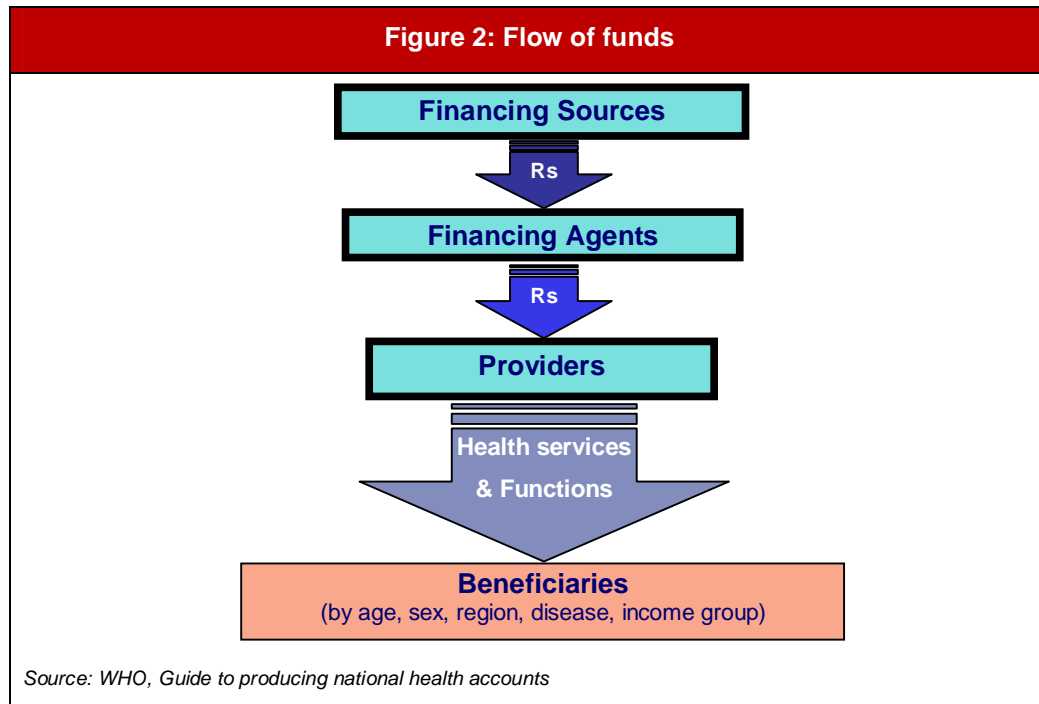 Figure 2: Flow of funds
Financing Sources
Rs
Financing Agents
Rs
Providers
Health services
& Functions
Beneficiaries
(by age, sex, region, disease, income group)
Source: WHO, Guide to producing national health accounts